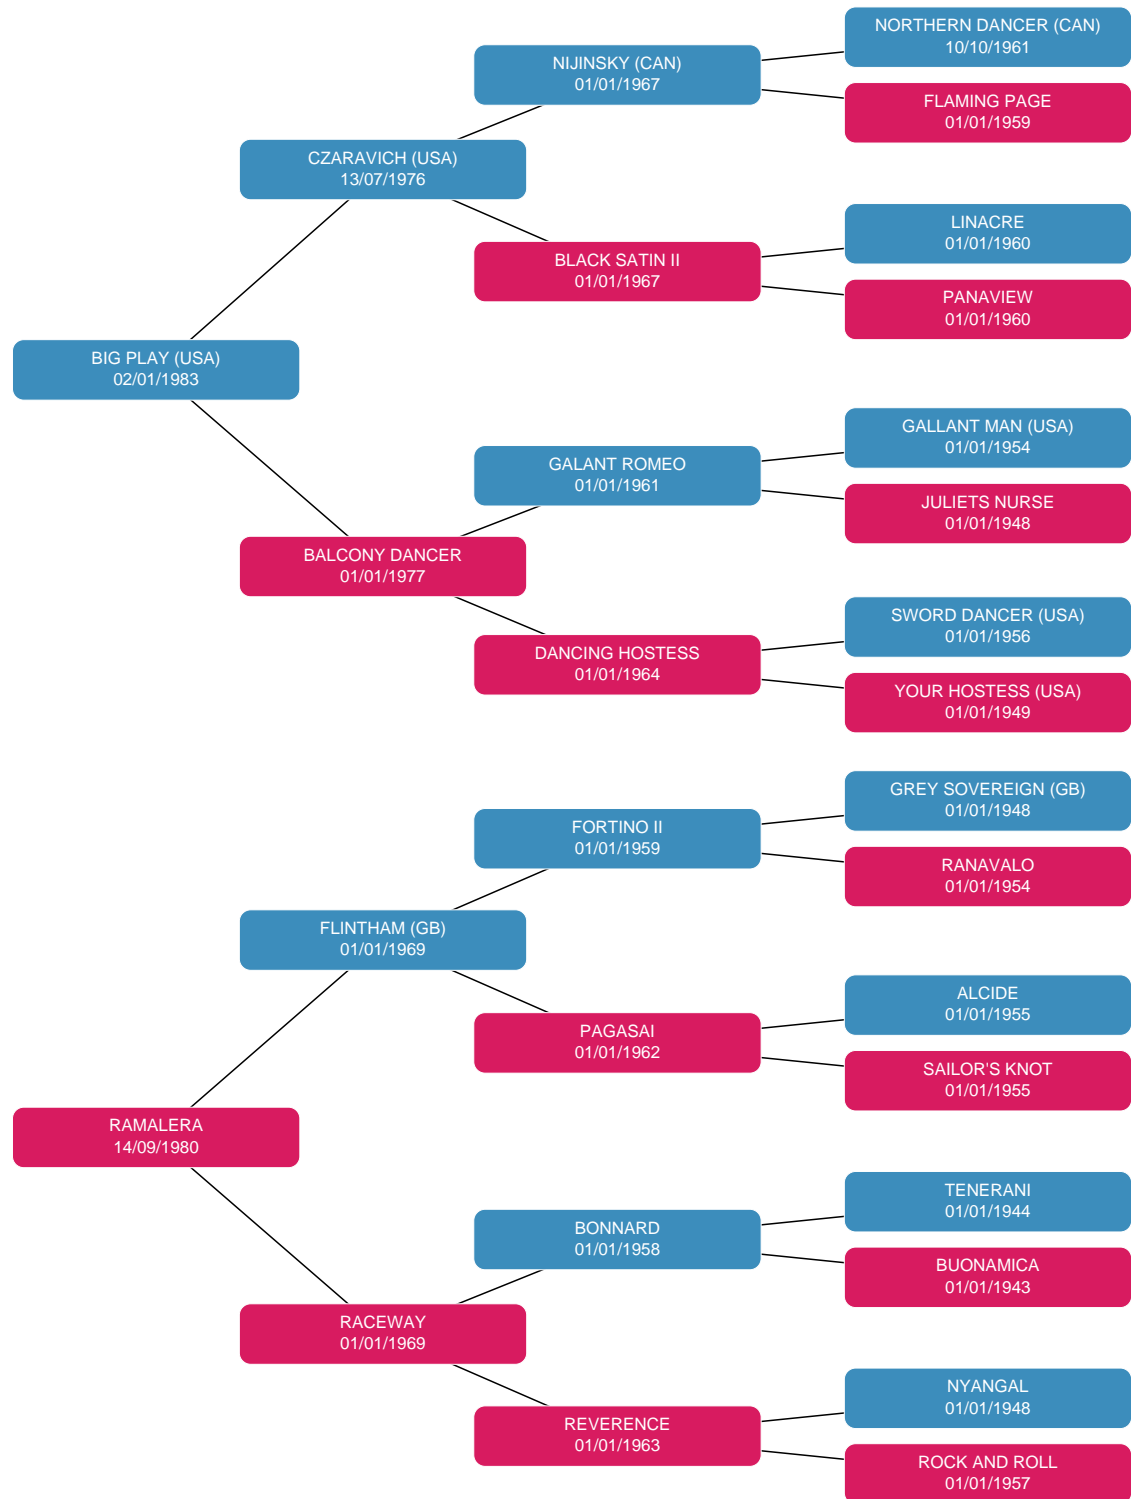 NORTHERN DANCER (CAN)
10/10/1961
NIJINSKY (CAN)
01/01/1967
FLAMING PAGE
01/01/1959
CZARAVICH (USA)
13/07/1976
LINACRE
01/01/1960
BLACK SATIN II
01/01/1967
PANAVIEW
01/01/1960
BIG PLAY (USA)
02/01/1983
GALLANT MAN (USA)
01/01/1954
GALANT ROMEO
01/01/1961
JULIETS NURSE
01/01/1948
BALCONY DANCER
01/01/1977
SWORD DANCER (USA)
01/01/1956
DANCING HOSTESS
01/01/1964
YOUR HOSTESS (USA)
01/01/1949
GREY SOVEREIGN (GB)
01/01/1948
FORTINO II
01/01/1959
RANAVALO
01/01/1954
FLINTHAM (GB)
01/01/1969
ALCIDE
01/01/1955
PAGASAI
01/01/1962
SAILOR'S KNOT
01/01/1955
RAMALERA
14/09/1980
TENERANI
01/01/1944
BONNARD
01/01/1958
BUONAMICA
01/01/1943
RACEWAY
01/01/1969
NYANGAL
01/01/1948
REVERENCE
01/01/1963
ROCK AND ROLL
01/01/1957